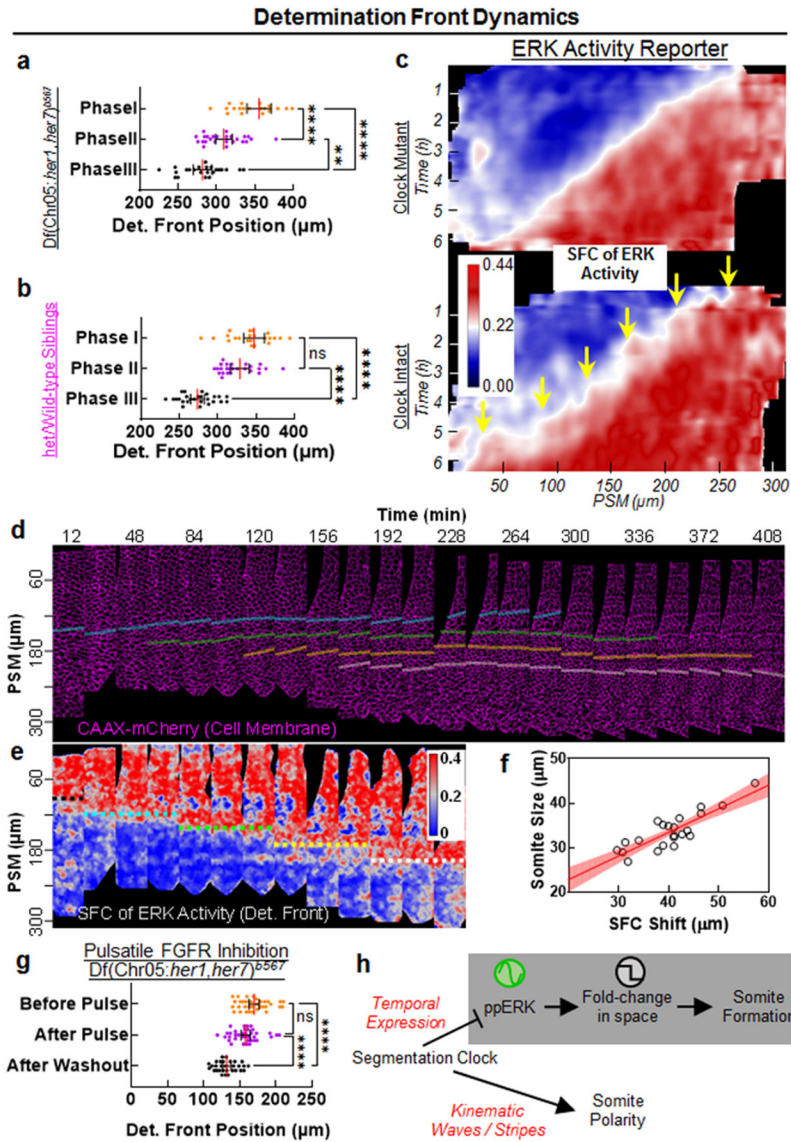 Determination Front Dynamics
a
Df(Chr05:her1,her7)b567
PhaseI
PhaseII
PhaseIII
****
**
****
200 250 300 350 400
Det. Front Position (µm)
b
het/Wild-type Siblings
Phase I
Phase II
Phase III
ns
****
****
200 250 300 350 400
Det. Front Position (µm)
c
ERK Activity Reporter
Clock Mutant
Time (h)
1
2
3
4
5
6
SFC of ERK
Activity
0.44
0.22
0.00
Clock Intact
Time (h)
1
2
3
4
5
6
50 100 150 200 250 300
PSM (µm)
d
Time (min)
12 48 84 120 156 192 228 264 300 336 372 408
PSM (µm)
60
180
300
CAAX-mCherry (Cell Membrane)
e
PSM (µm)
60
180
300
0.4
0.2
0
SFC of ERK Activity (Det. Front)
f
Somite Size (µm)
50
40
30
20
30 40 50 60
SFC Shift (µm)
g
Pulsatile FGFR Inhibition
Df(Chr05:her1,her7)b567
Before Pulse
After Pulse
After Washout
ns
****
****
0 50 100 150 200 250
Det. Front Position (µm)
h
Temporal
Expression
ppERK
Fold-change
in space
Somite
Formation
Segmentation Clock
Kinematic
Waves / Stripes
Somite
Polarity